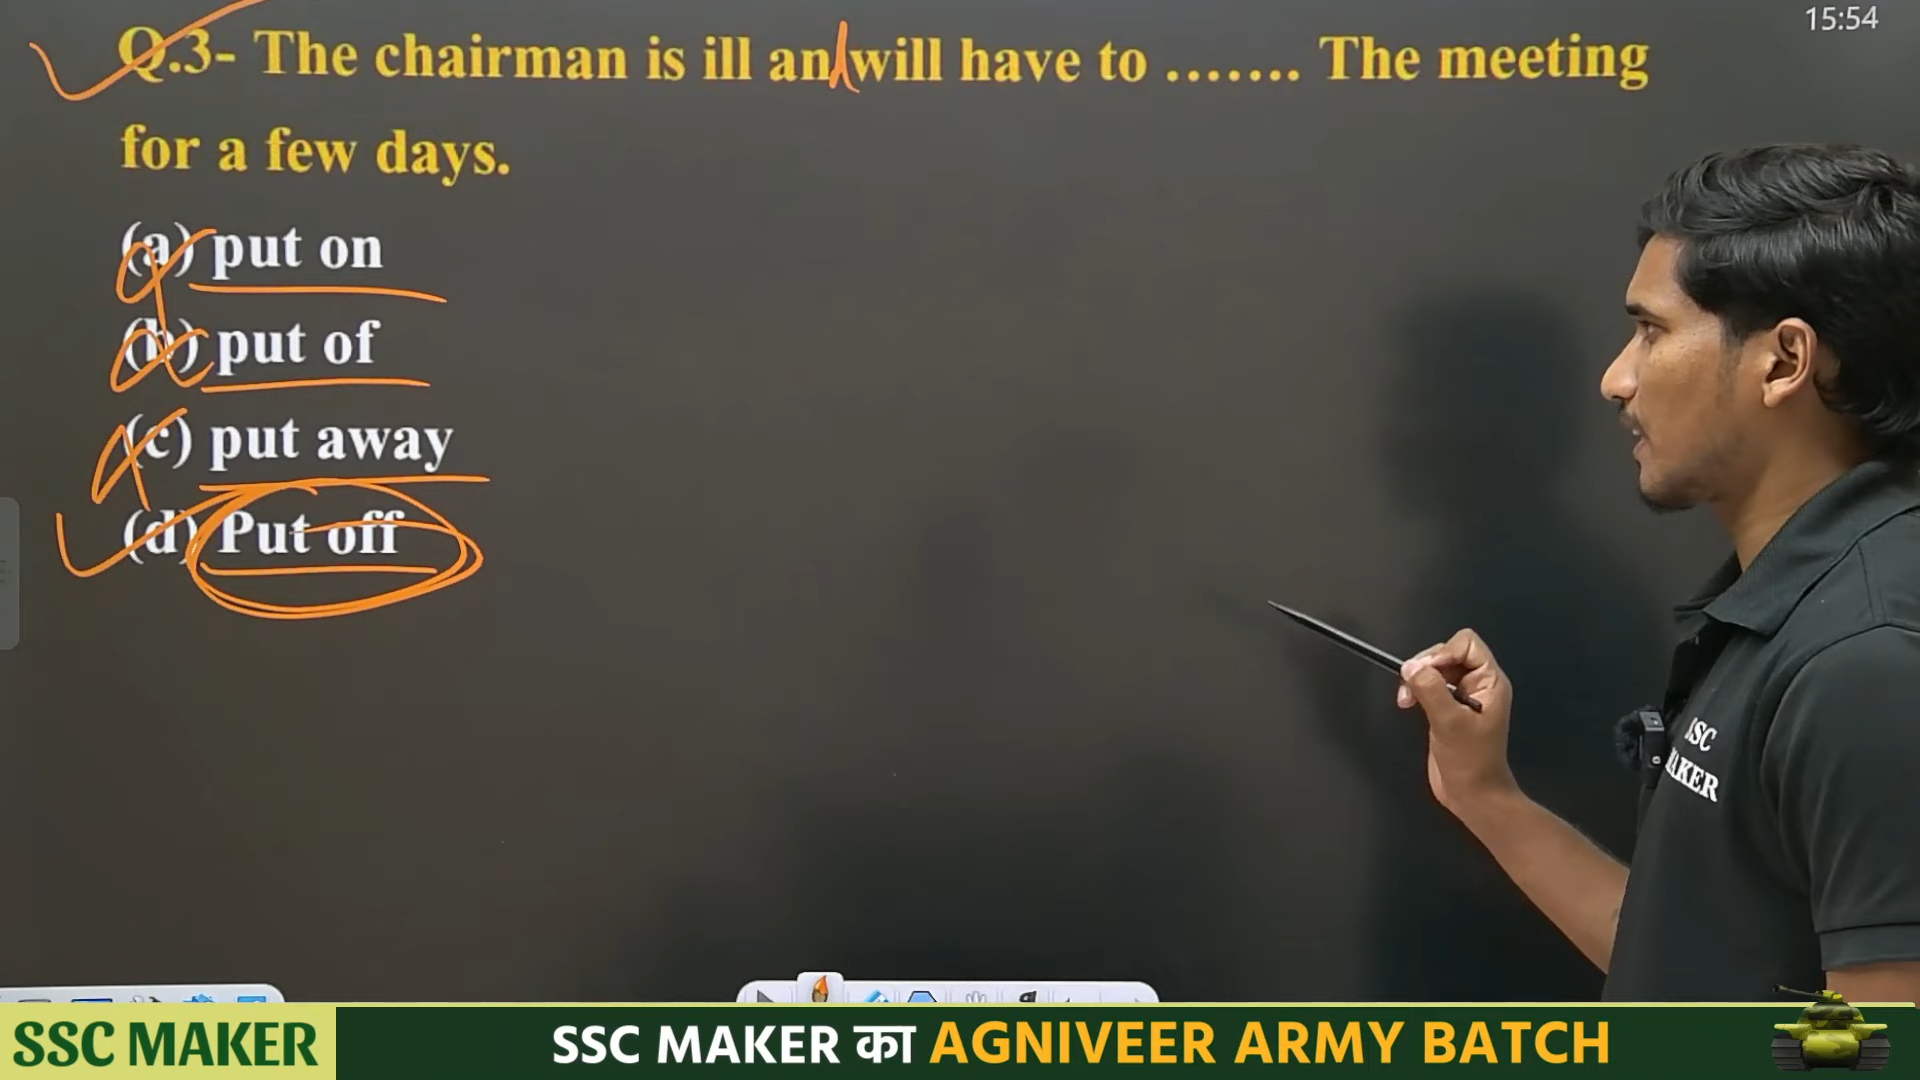 15:54
Q.3- The chairman is ill and will have to ....... The meeting
for a few days.
(a) put on
(b) put of
(c) put away
(d) Put off
SSC
MAKER
SSC MAKER
SSC MAKER का AGNIVEER ARMY BATCH